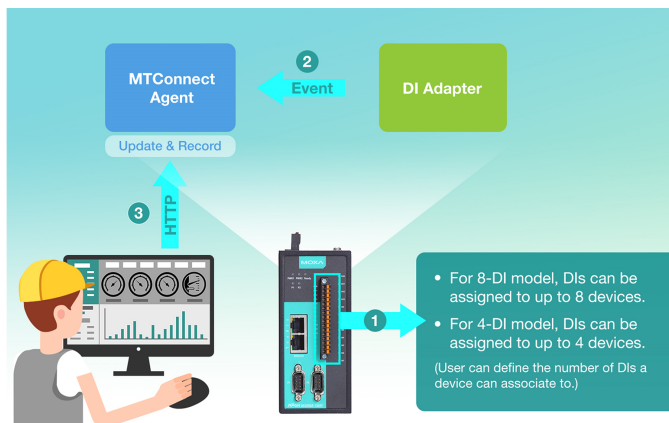 MTConnect
Agent
2
Event
DI Adapter
Update & Record
3
HTTP
MOXA
1
• For 8-DI model, DIs can be
assigned to up to 8 devices.
• For 4-DI model, DIs can be
assigned to up to 4 devices.
(User can define the number of DIs a
device can associate to.)